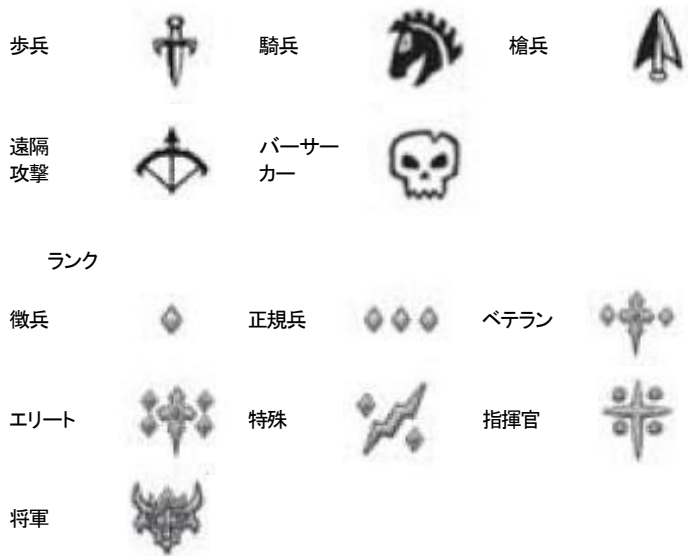 歩兵
騎兵
槍兵
遠隔
攻撃
バーサー
カー
ランク
徴兵
正規兵
ベテラン
エリート
特殊
指揮官
将軍